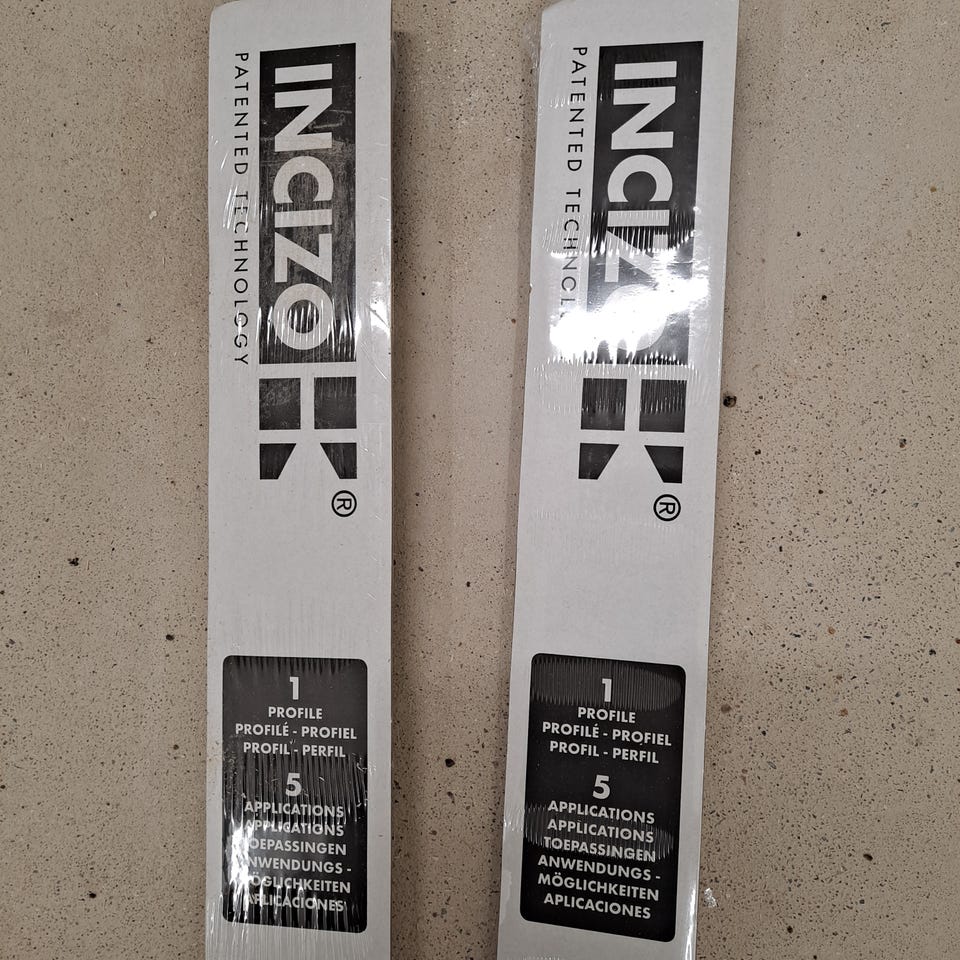 INCIZO
PATENTED TECHNOLOGY
®
1
PROFILE
PROFILÉ - PROFIEL
PROFIL - PERFIL
5
APPLICATIONS
APPLICATIONS
TOEPASSINGEN
ANWENDUNGS -
MÖGLICHKEITEN
APLICACIONES
INCIZO
PATENTED TECHNOL
®
1
PROFILE
PROFILÉ - PROFIEL
PROFIL - PERFIL
5
APPLICATIONS
APPLICATIONS
TOEPASSINGEN
ANWENDUNGS -
MÖGLICHKEITEN
APLICACIONES